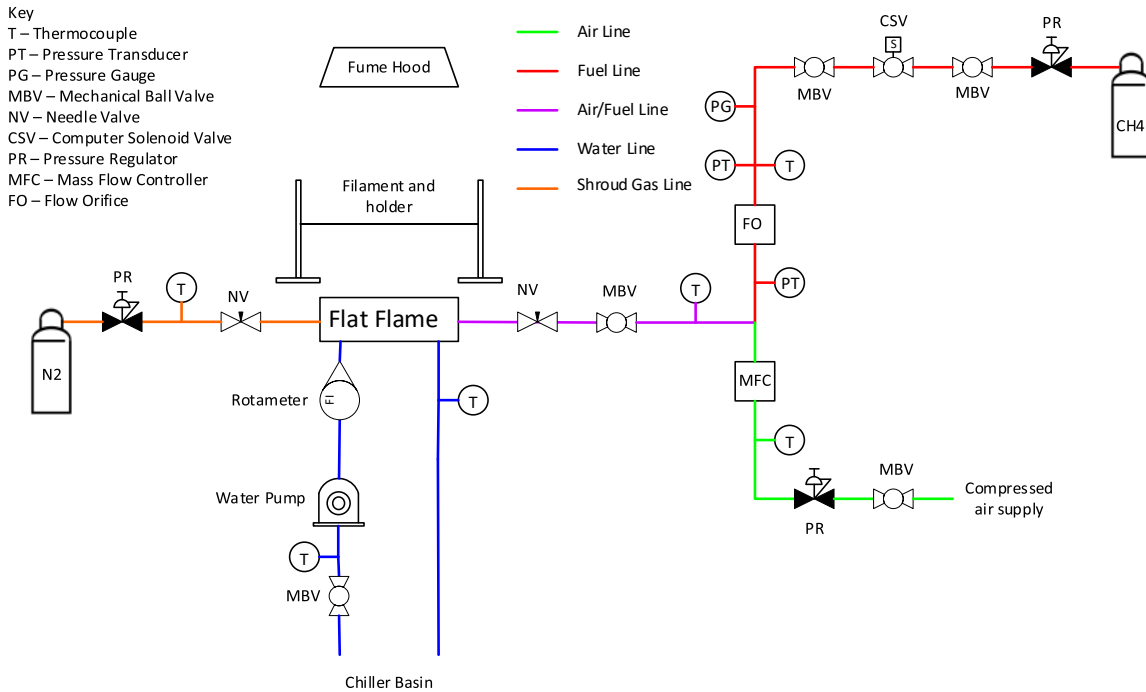 Key
T – Thermocouple
PT – Pressure Transducer
PG – Pressure Gauge
MBV – Mechanical Ball Valve
NV – Needle Valve
CSV – Computer Solenoid Valve
PR – Pressure Regulator
MFC – Mass Flow Controller
FO – Flow Orifice
Fume Hood
Air Line
Fuel Line
Air/Fuel Line
Water Line
Shroud Gas Line
CSV
PR
S
MBV
MBV
CH4
PG
PT
T
FO
PT
Filament and
holder
PR
T
NV
N2
Flat Flame
NV
MBV
T
MFC
T
MBV
PR
Compressed
air supply
Rotameter
FI
T
Water Pump
T
MBV
Chiller Basin